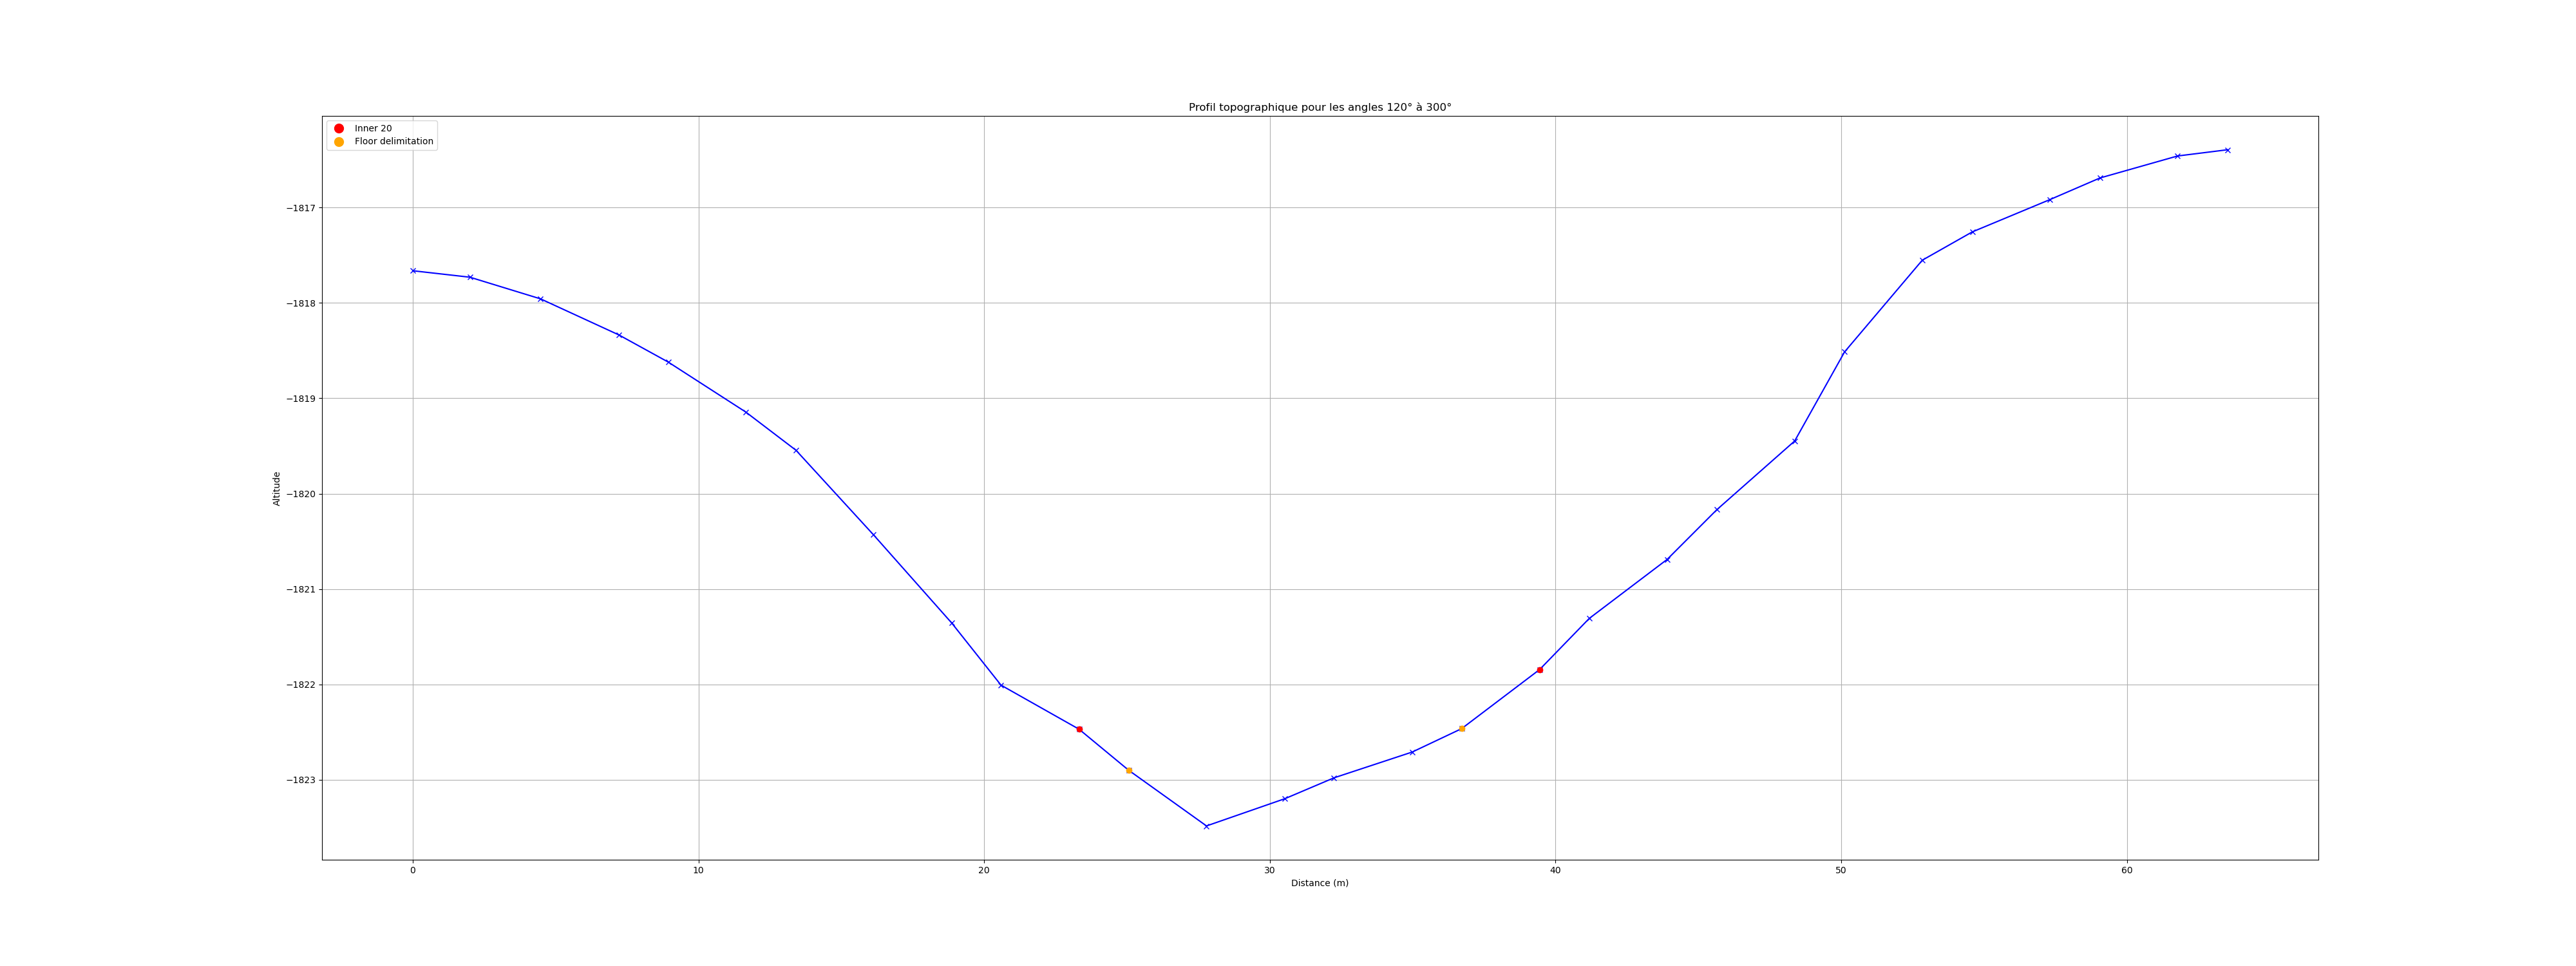 Profil topographique pour les angles 120° à 300°
Inner 20
Floor delimitation
−1817
−1818
−1819
−1820
−1821
−1822
−1823
Altitude
0 10 20 30 40 50 60
Distance (m)